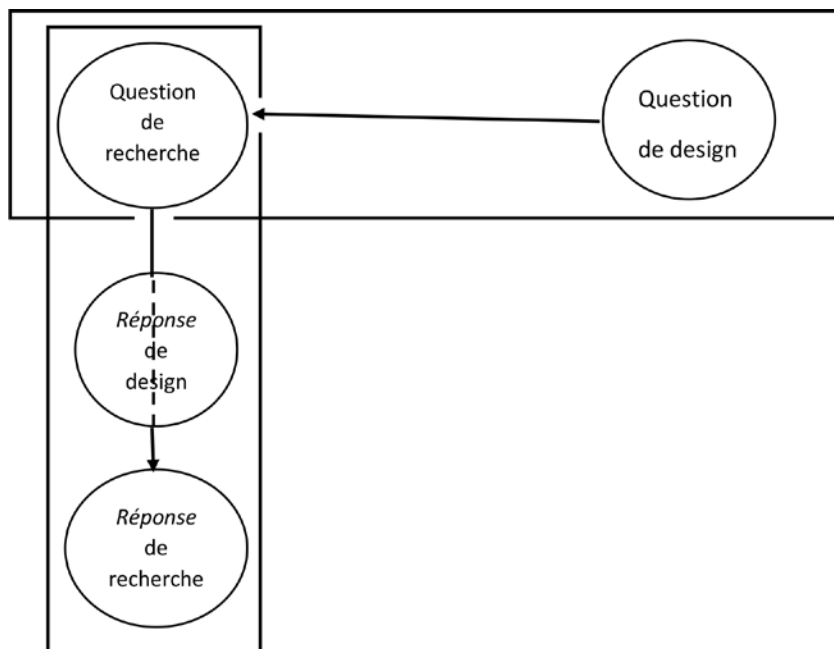 Question
de
recherche
Question
de design
Réponse
de
design
Réponse
de
recherche